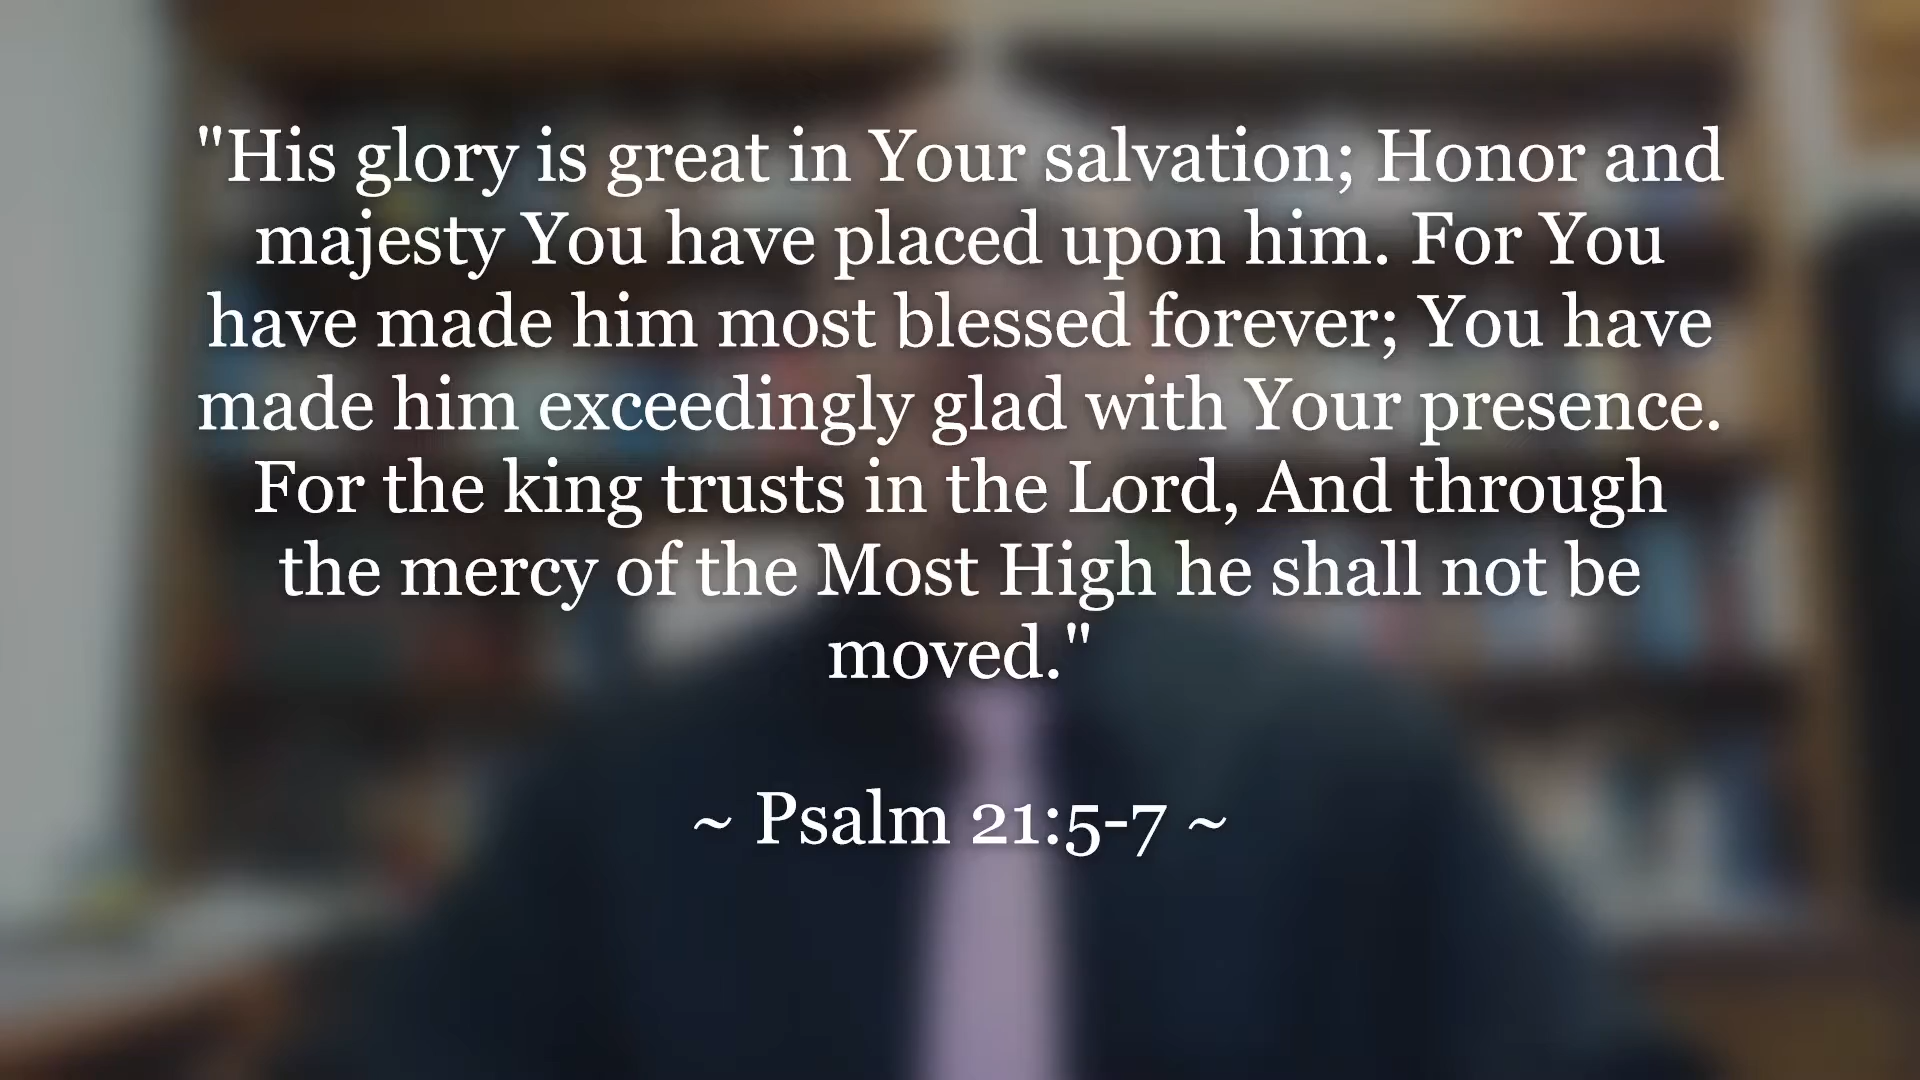 "His glory is great in Your salvation; Honor and
majesty You have placed upon him. For You
have made him most blessed forever; You have
made him exceedingly glad with Your presence.
For the king trusts in the Lord, And through
the mercy of the Most High he shall not be
moved."
~ Psalm 21:5-7 ~